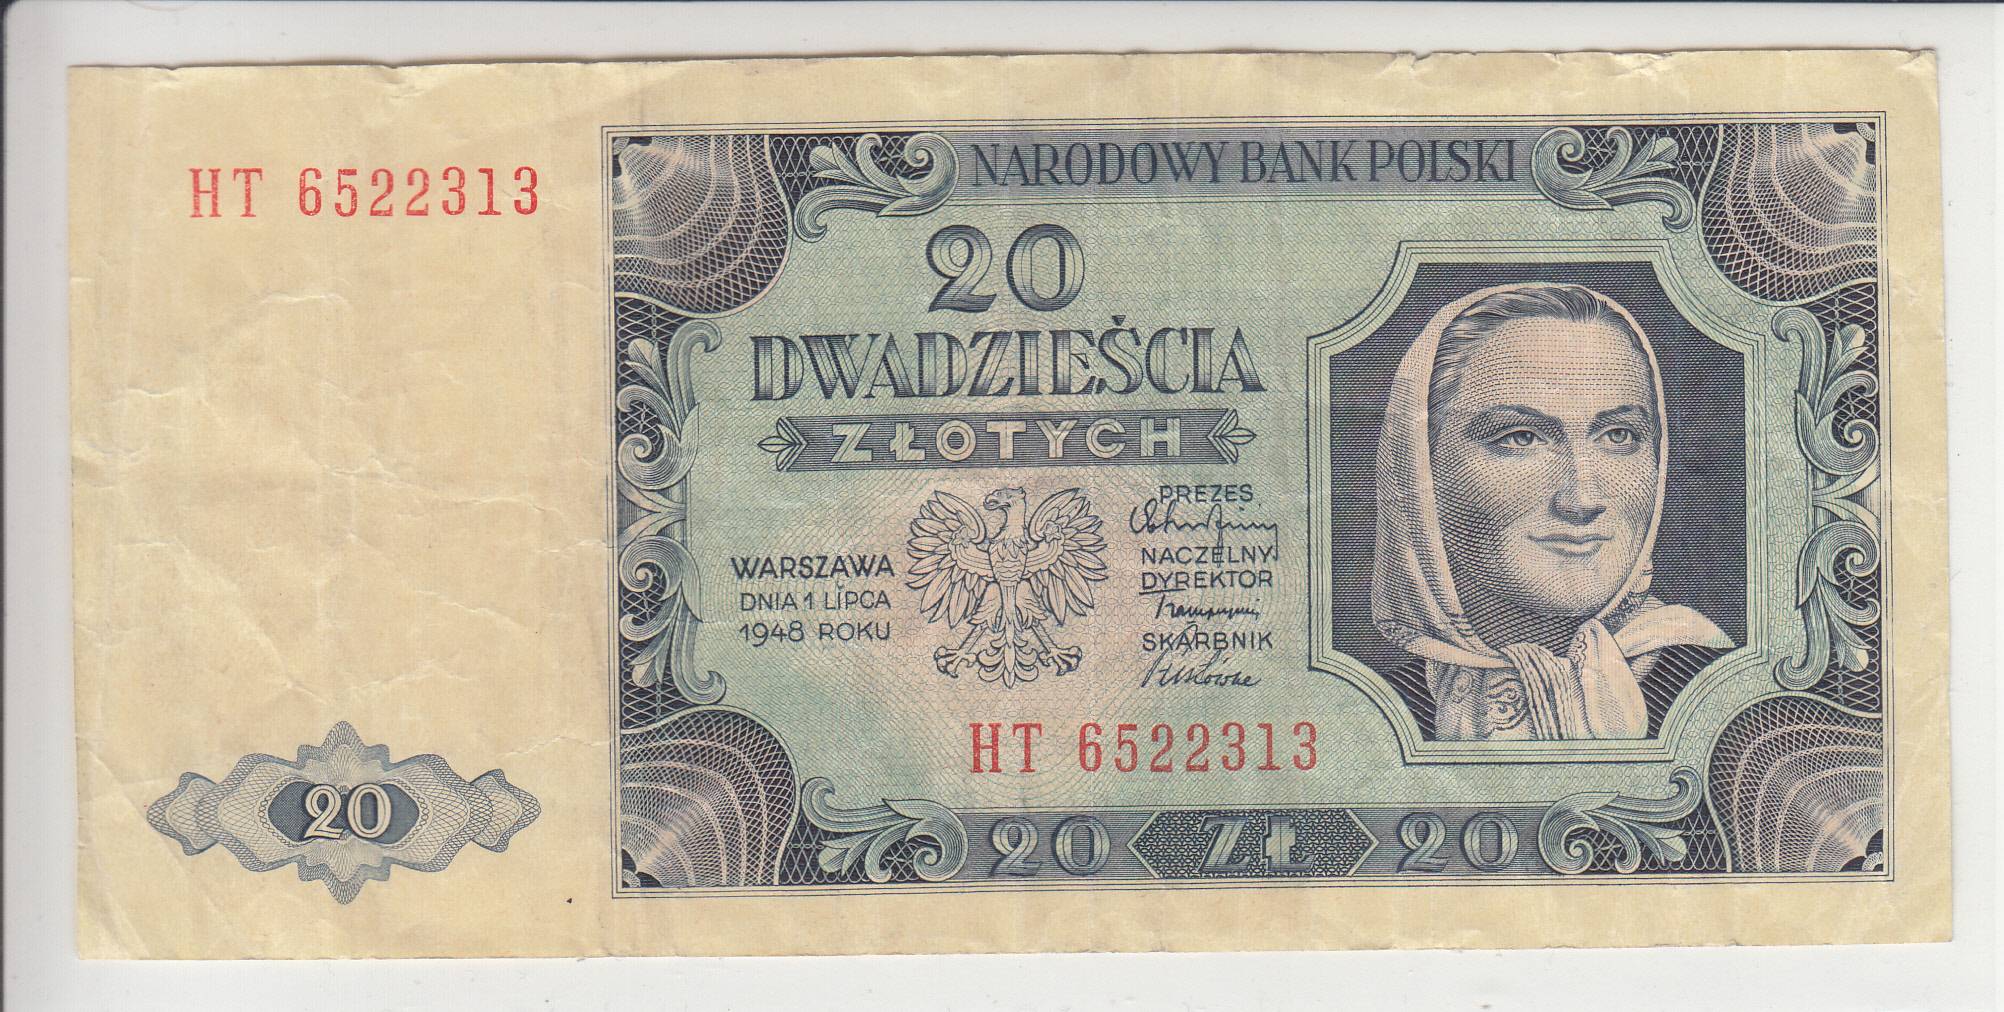 HT 6522313
20
NARODOWY BANK POLSKI
20
DWADZIEŚCIA
ZŁOTYCH
WARSZAWA
DNIA 1 LIPCA
1948 ROKU
PREZES
NACZELNY
DYREKTOR
SKARBNIK
HT 6522313
20 ZŁ 20